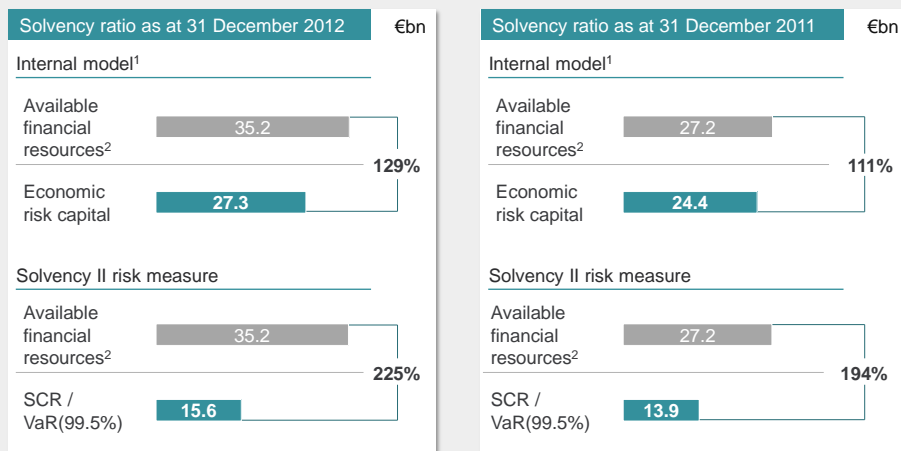 Solvency ratio as at 31 December 2012 €bn
Internal model1
Available
financial
resources2
35.2
129%
Economic
risk capital
27.3
Solvency II risk measure
Available
financial
resources2
35.2
225%
SCR /
VaR(99.5%)
15.6
Solvency ratio as at 31 December 2011 €bn
Internal model1
Available
financial
resources2
27.2
111%
Economic
risk capital
24.4
Solvency II risk measure
Available
financial
resources2
27.2
194%
SCR /
VaR(99.5%)
13.9